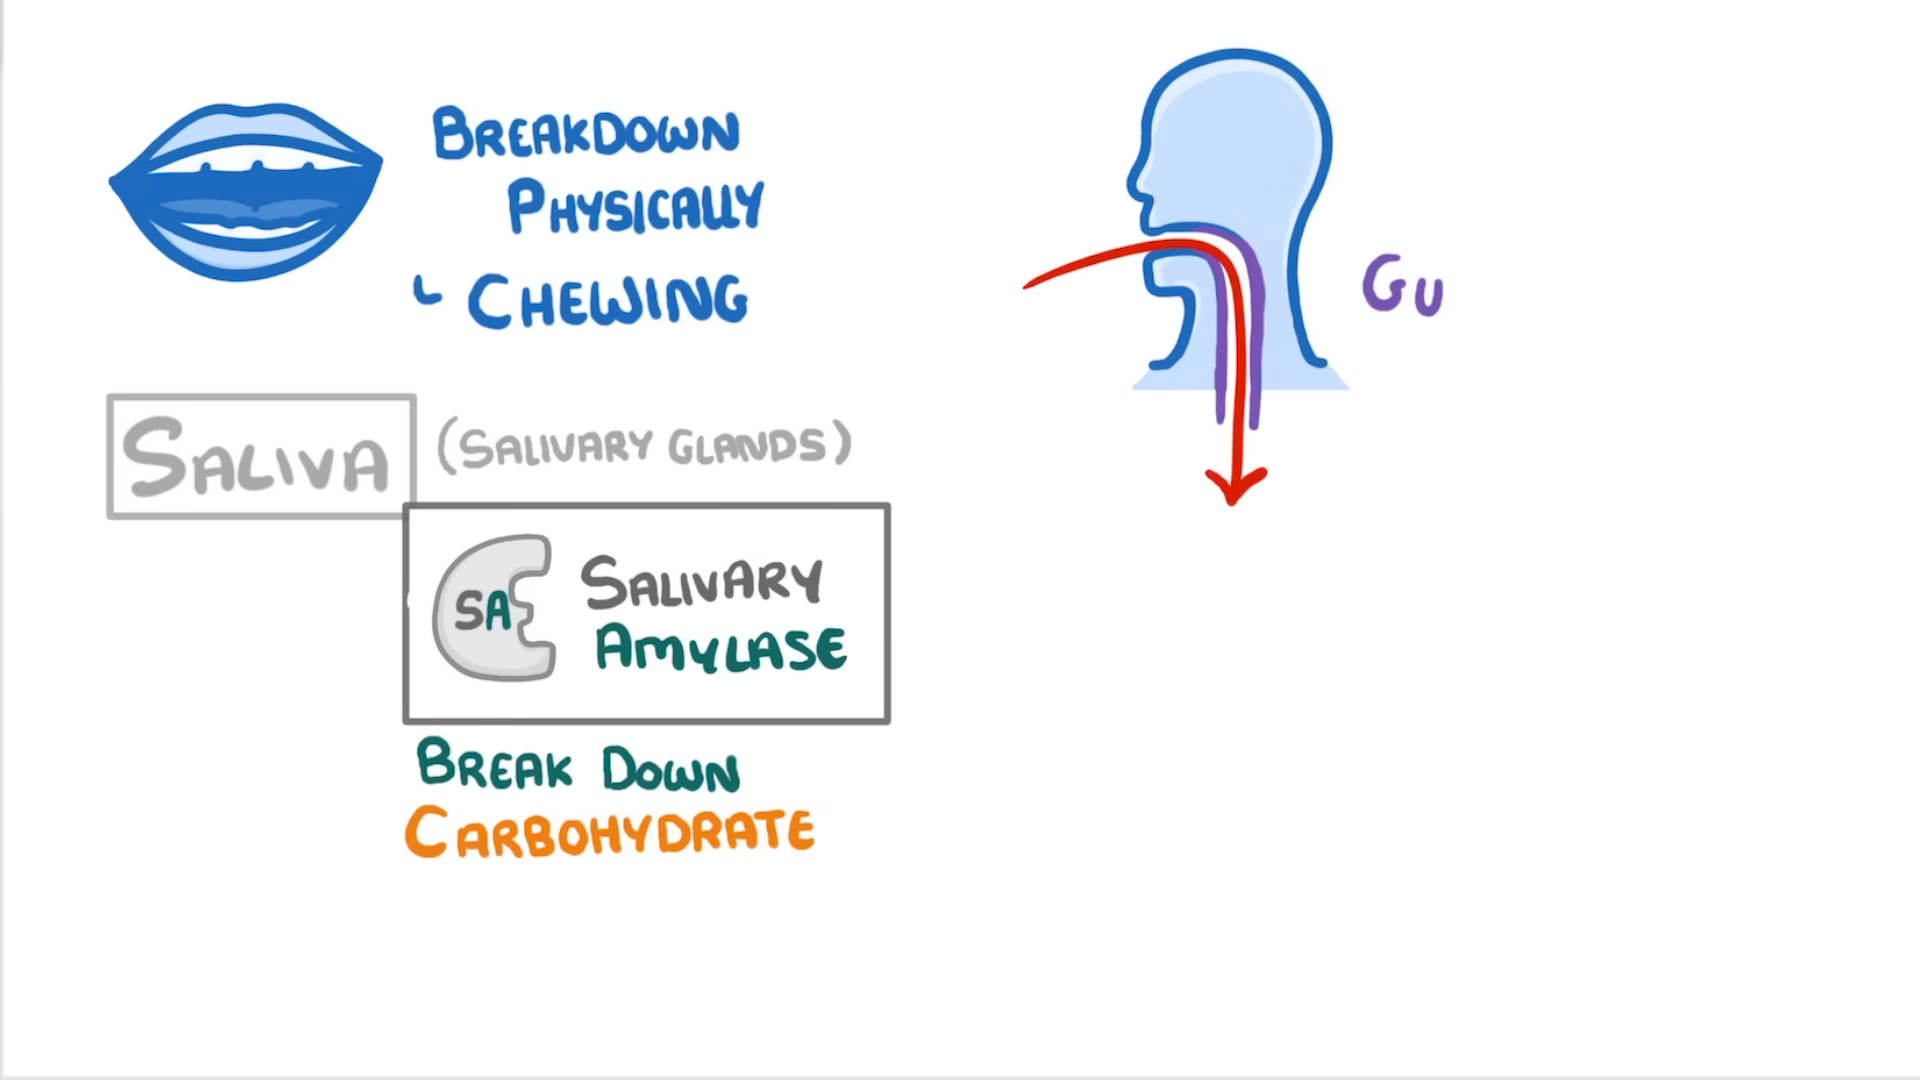 BREAKDOWN
PHYSICALLY
CHEWING
SALIVA
(SALIVARY GLANDS)
SA
SALIVARY
AMYLASE
BREAK DOWN
CARBOHYDRATE
GU